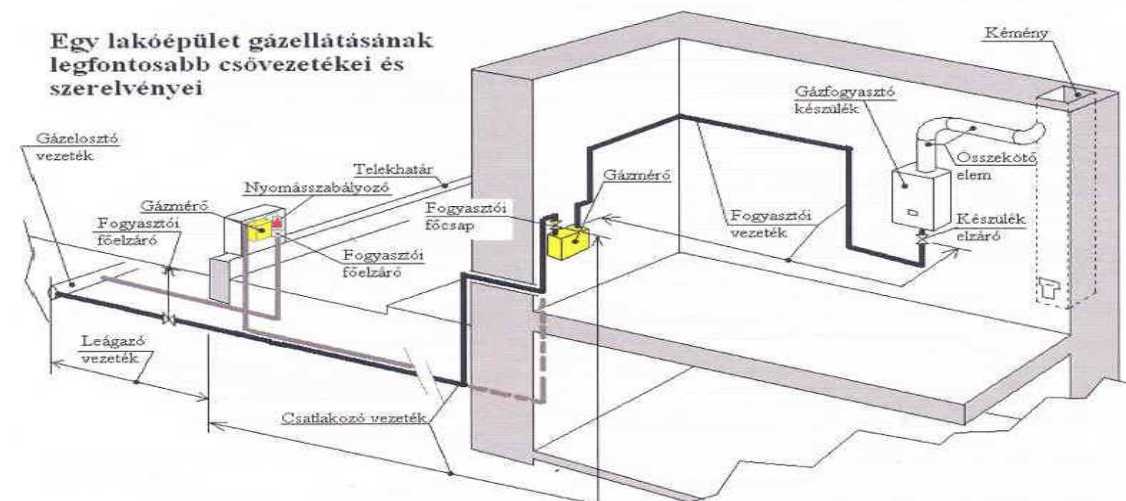 Egy lakóépület gázellátásának
legfontosabb csővezetékei és
szerelvényei
Kémény
Gázfogyasztó
készülék
Gázelosztó
vezeték
Telekhatár
Összekötő
elem
Nyomásszabályozó
Gázmérő
Gázmérő
Fogyasztói
főelzáró
Fogyasztói
főcsap
Fogyasztói
vezeték
Készülék
elzáró
Fogyasztói
főelzáró
Leágazó
vezeték
Csatlakozó vezeték